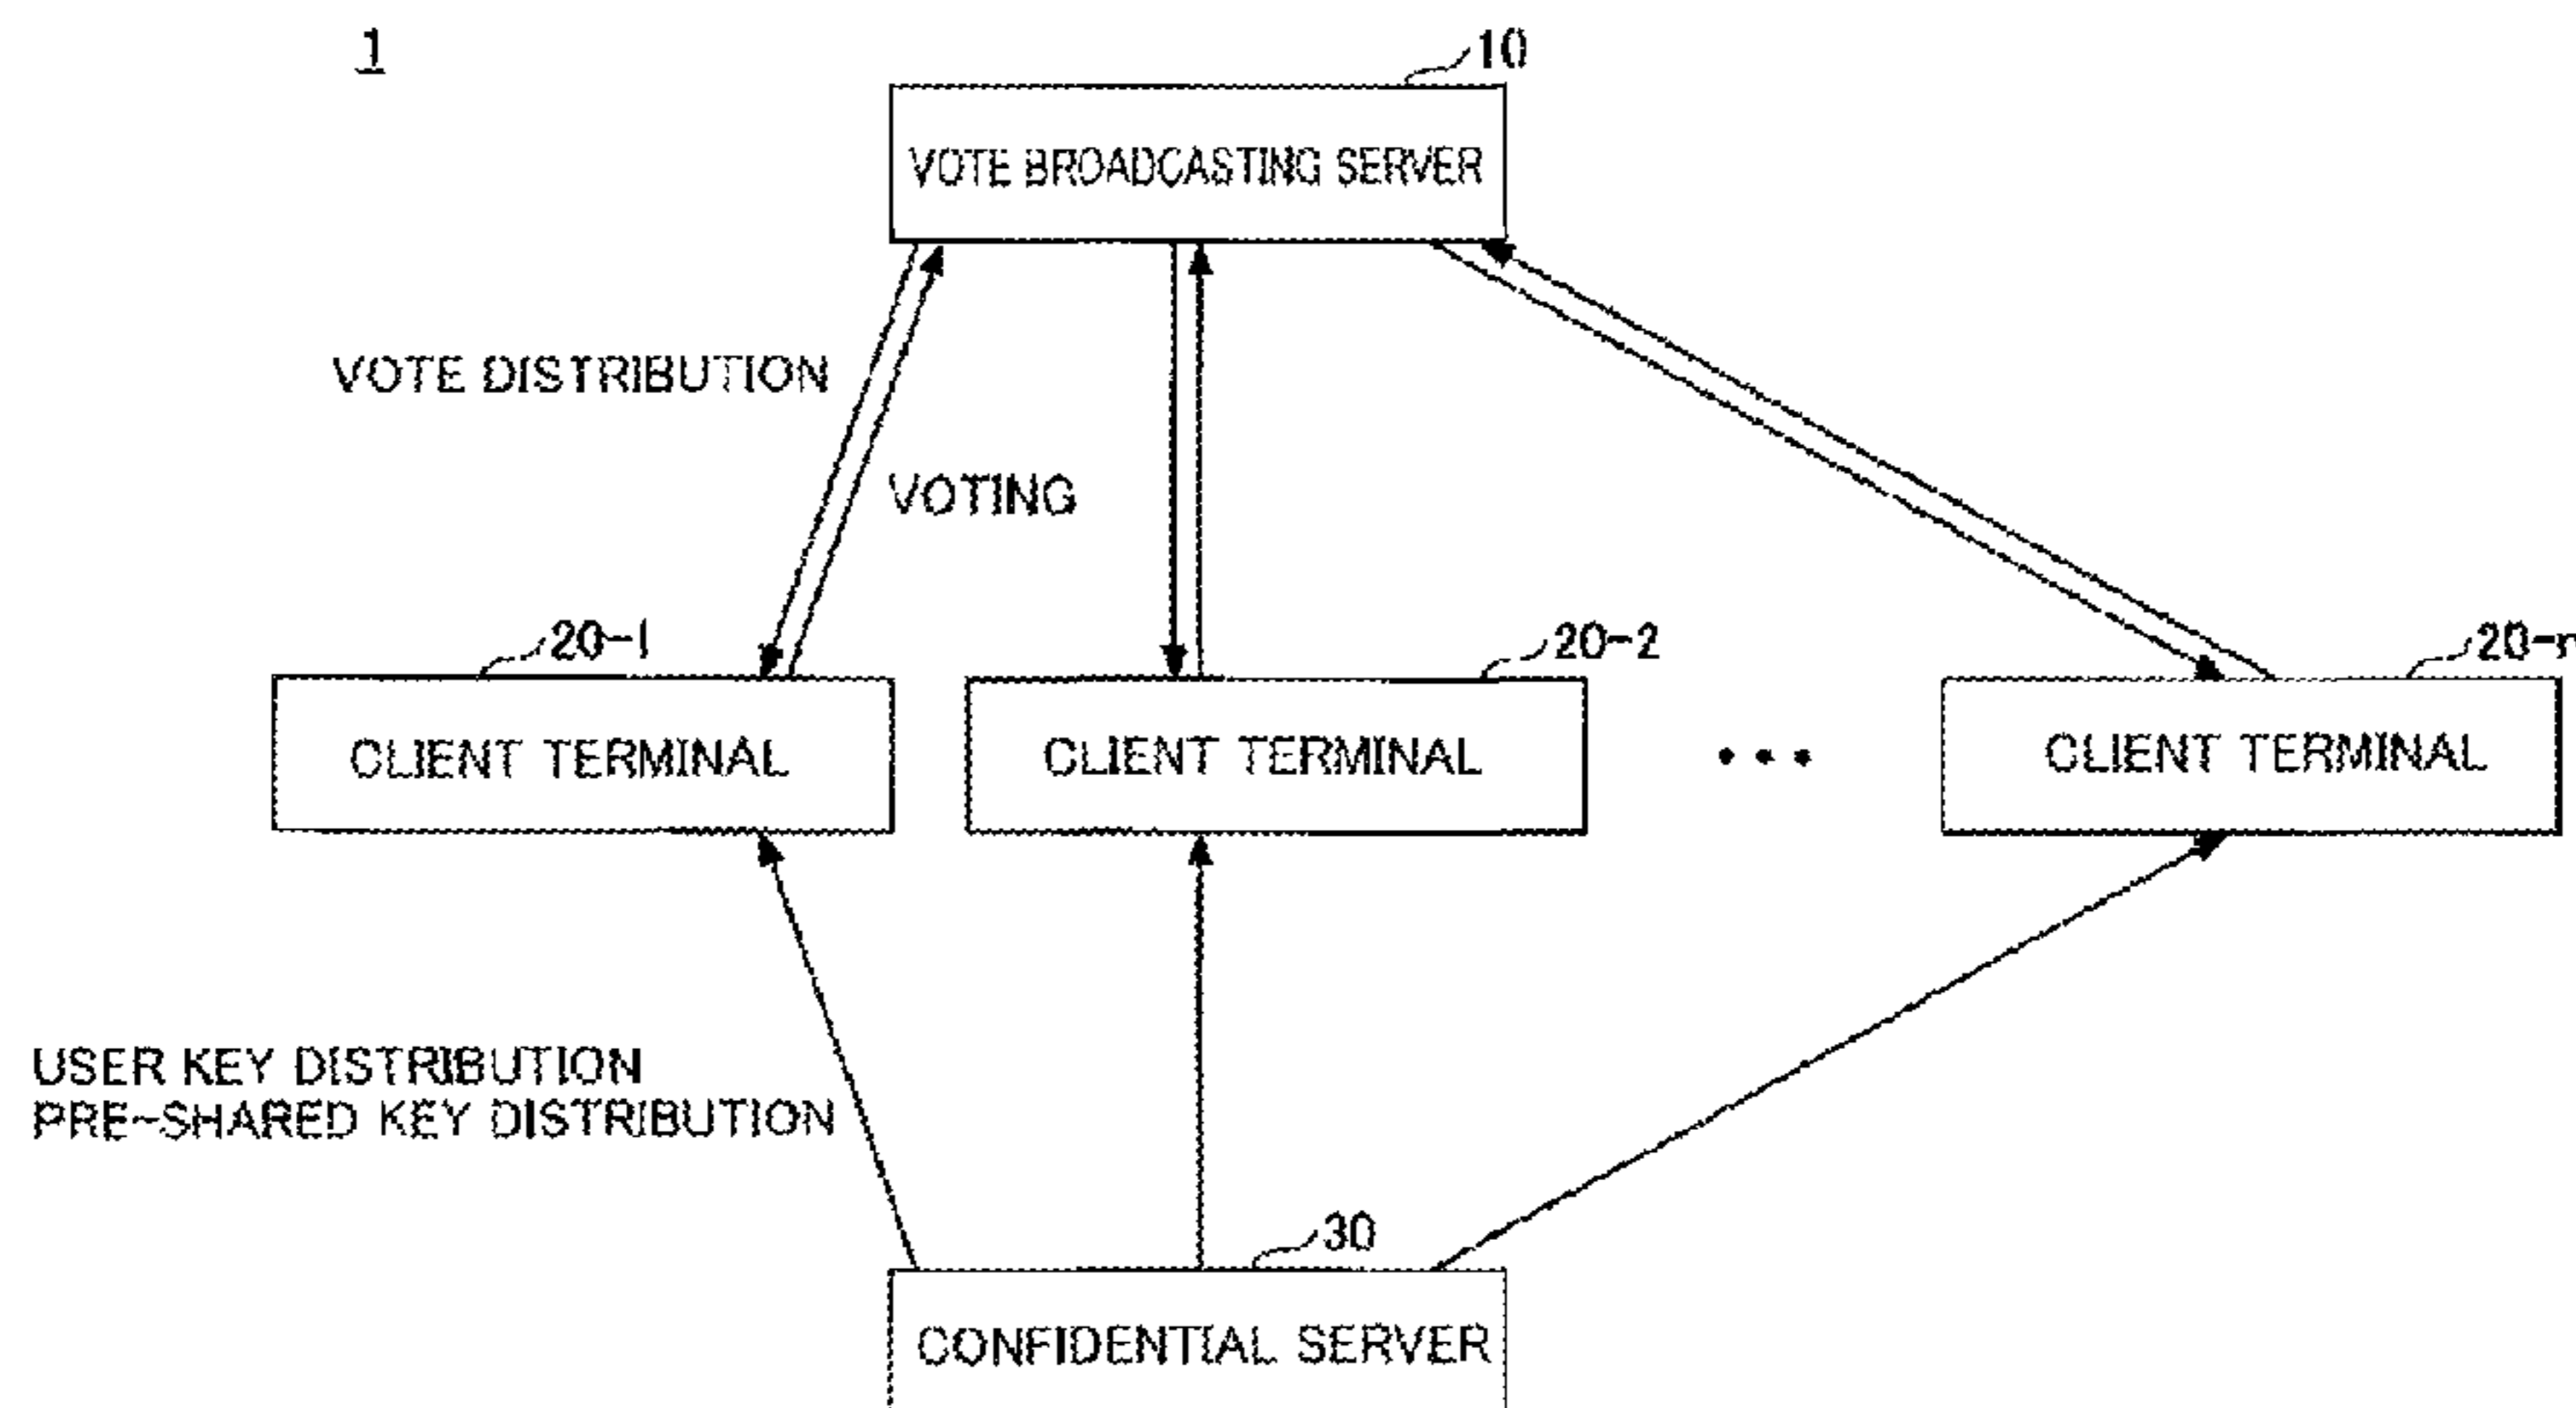 1
10
VOTE BROADCASTING SERVER
VOTE DISTRIBUTION
VOTING
20-1
20-2
20-n
CLIENT TERMINAL
CLIENT TERMINAL
• • •
CLIENT TERMINAL
USER KEY DISTRIBUTION
PRE-SHARED KEY DISTRIBUTION
30
CONFIDENTIAL SERVER